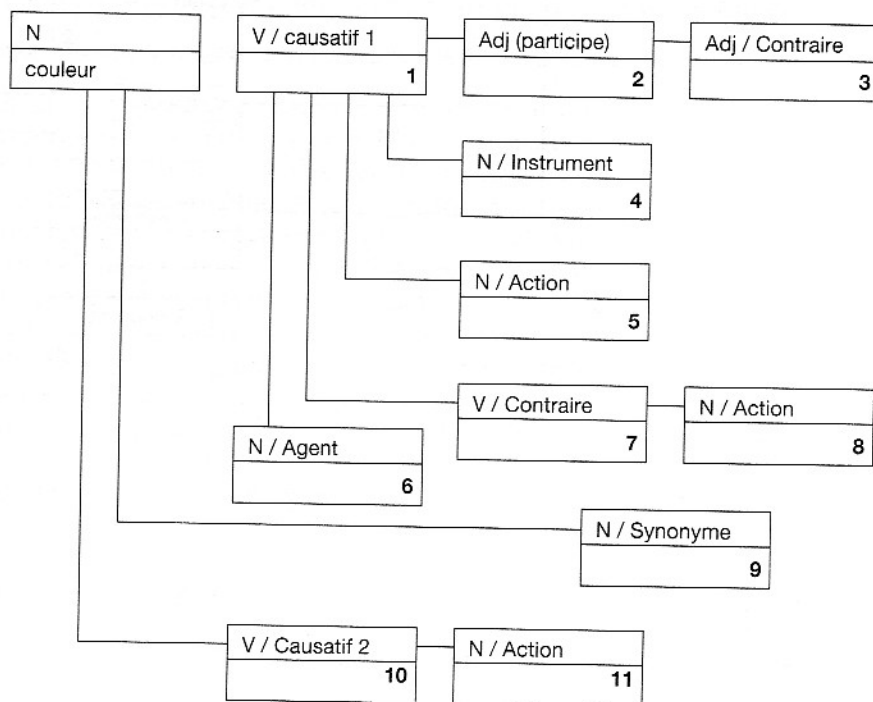 N
couleur
V / causatif 1
1
Adj (participe)
2
Adj / Contraire
3
N / Instrument
4
N / Action
5
V / Contraire
7
N / Action
8
N / Agent
6
N / Synonyme
9
V / Causatif 2
10
N / Action
11